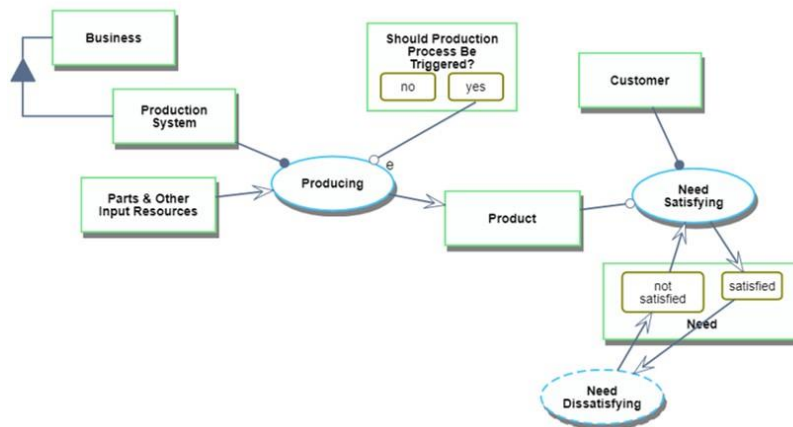 Business
Should Production
Process Be
Triggered?
no
yes
Customer
Production
System
e
Producing
Need
Satisfying
Parts & Other
Input Resources
Product
not
satisfied
satisfied
Need
Need
Dissatisfying